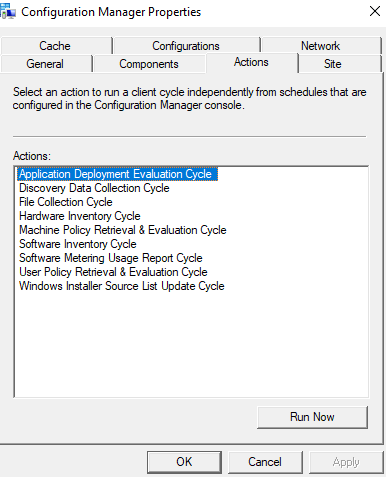 Configuration Manager Properties
Cache
Configurations
Network
General
Components
Actions
Site
Select an action to run a client cycle independently from schedules that are
configured in the Configuration Manager console.
Actions:
Application Deployment Evaluation Cycle
Discovery Data Collection Cycle
File Collection Cycle
Hardware Inventory Cycle
Machine Policy Retrieval & Evaluation Cycle
Software Inventory Cycle
Software Metering Usage Report Cycle
User Policy Retrieval & Evaluation Cycle
Windows Installer Source List Update Cycle
Run Now
OK
Cancel
Apply